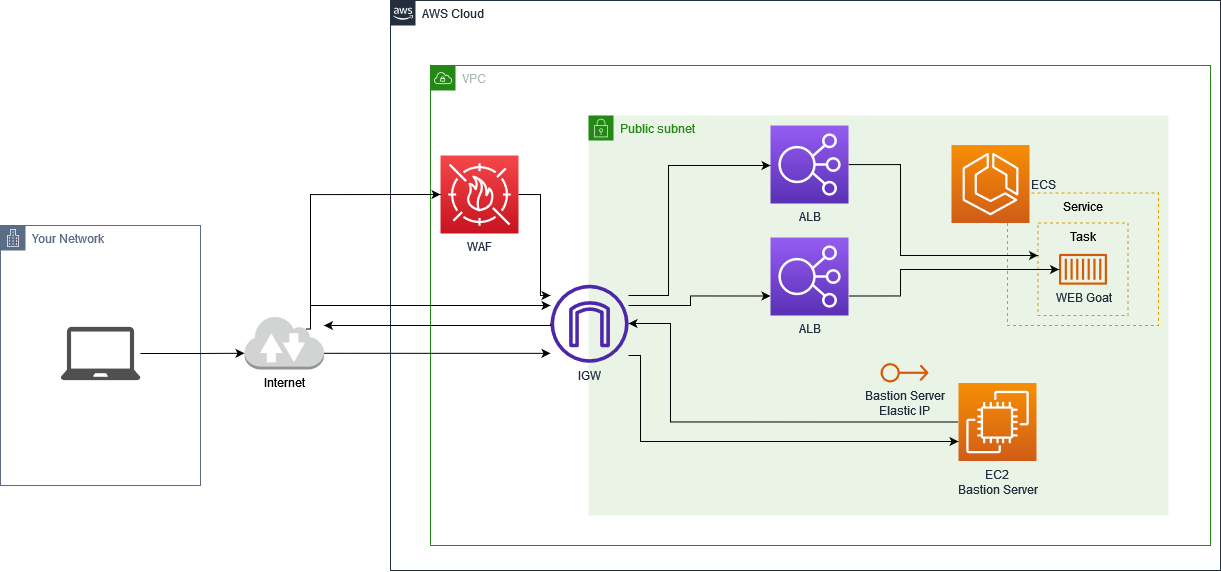 aws
AWS Cloud
VPC
Public subnet
ALB
ECS
Service
Task
WEB Goat
WAF
ALB
Your Network
Internet
IGW
Bastion Server
Elastic IP
EC2
Bastion Server